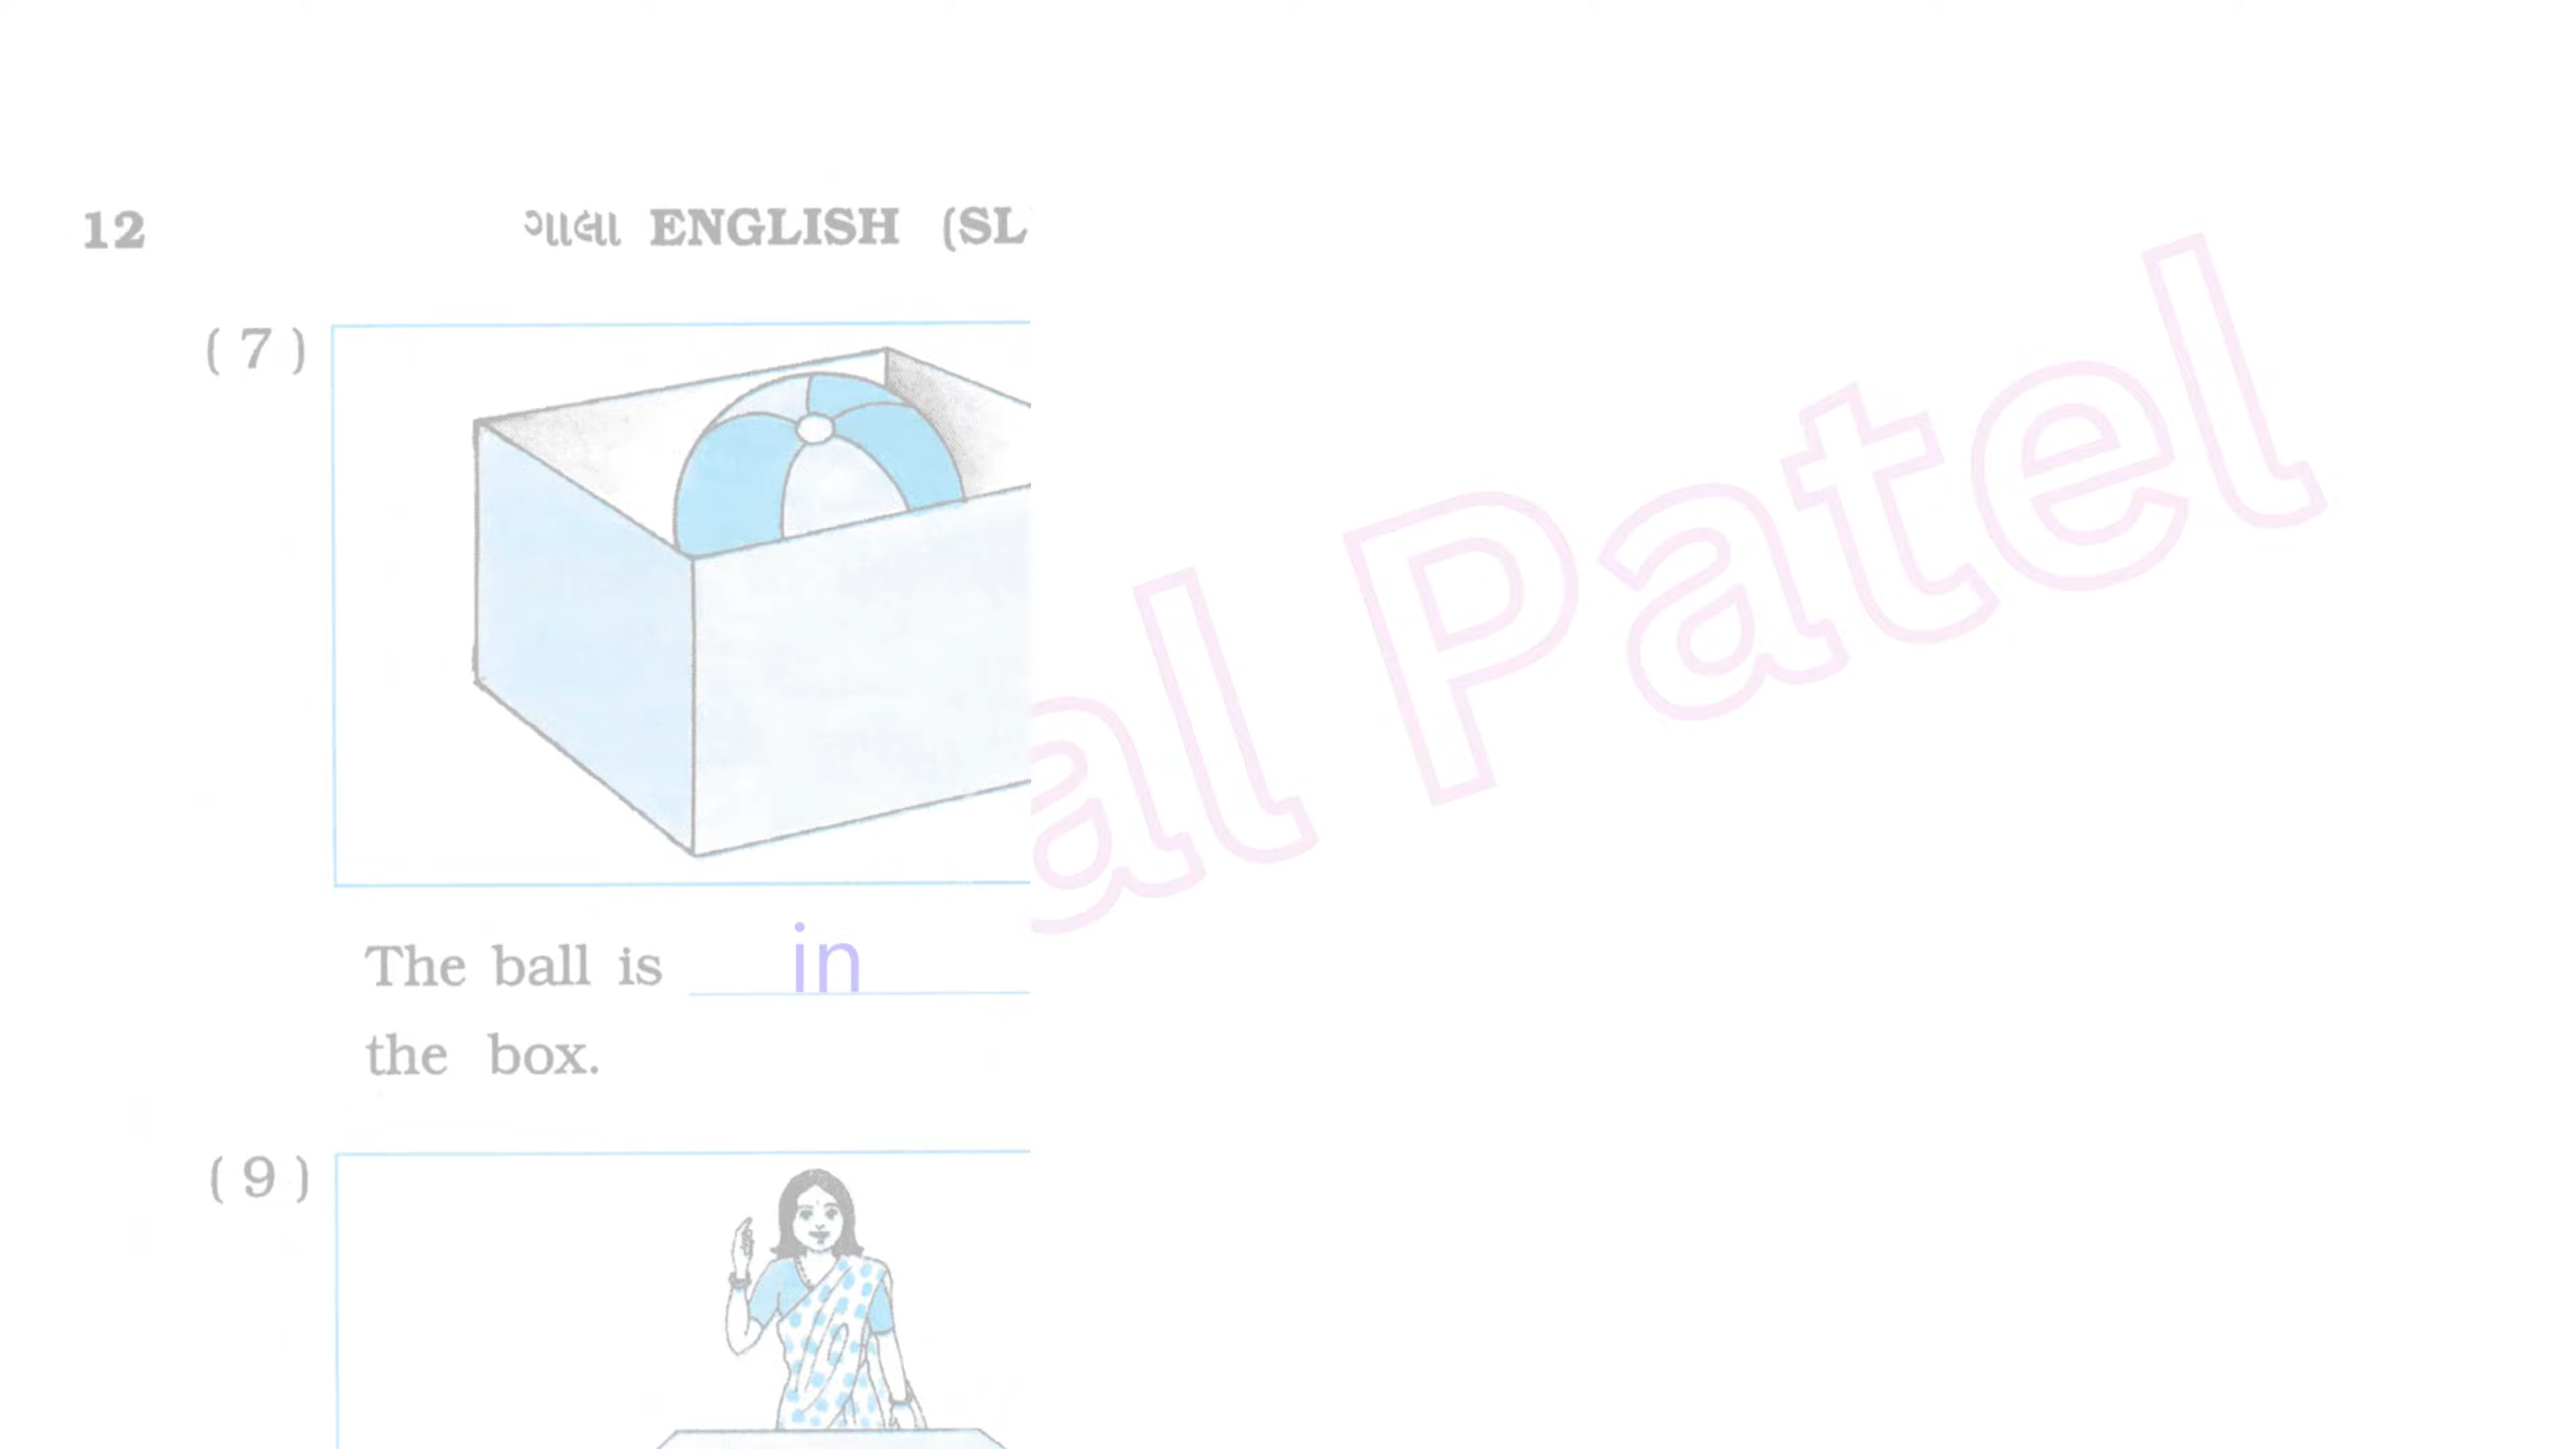 12 ગાલા ENGLISH (SL
( 7 )
The ball is in
the box.
( 9 )
al Patel